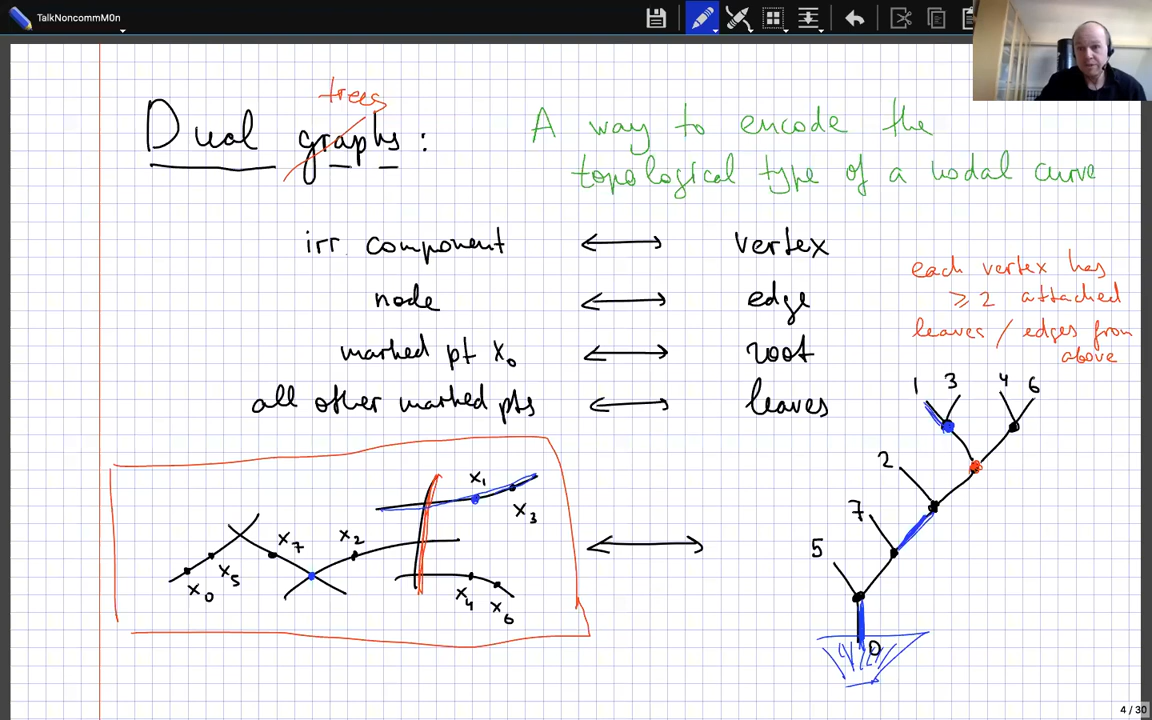 TalkNoncommM0n
trees
Dual graphs :
A way to encode the
topological type of a nodal curve
irr component ⟷ vertex
node ⟷ edge
marked pt x₀ ⟷ root
all other marked pts ⟷ leaves
each vertex has
≥ 2 attached
leaves / edges from
above
x₀ x₅ x₇ x₂ x₁ x₃ x₄ x₆
1 3 4 6
2
7
5
0
4 / 30